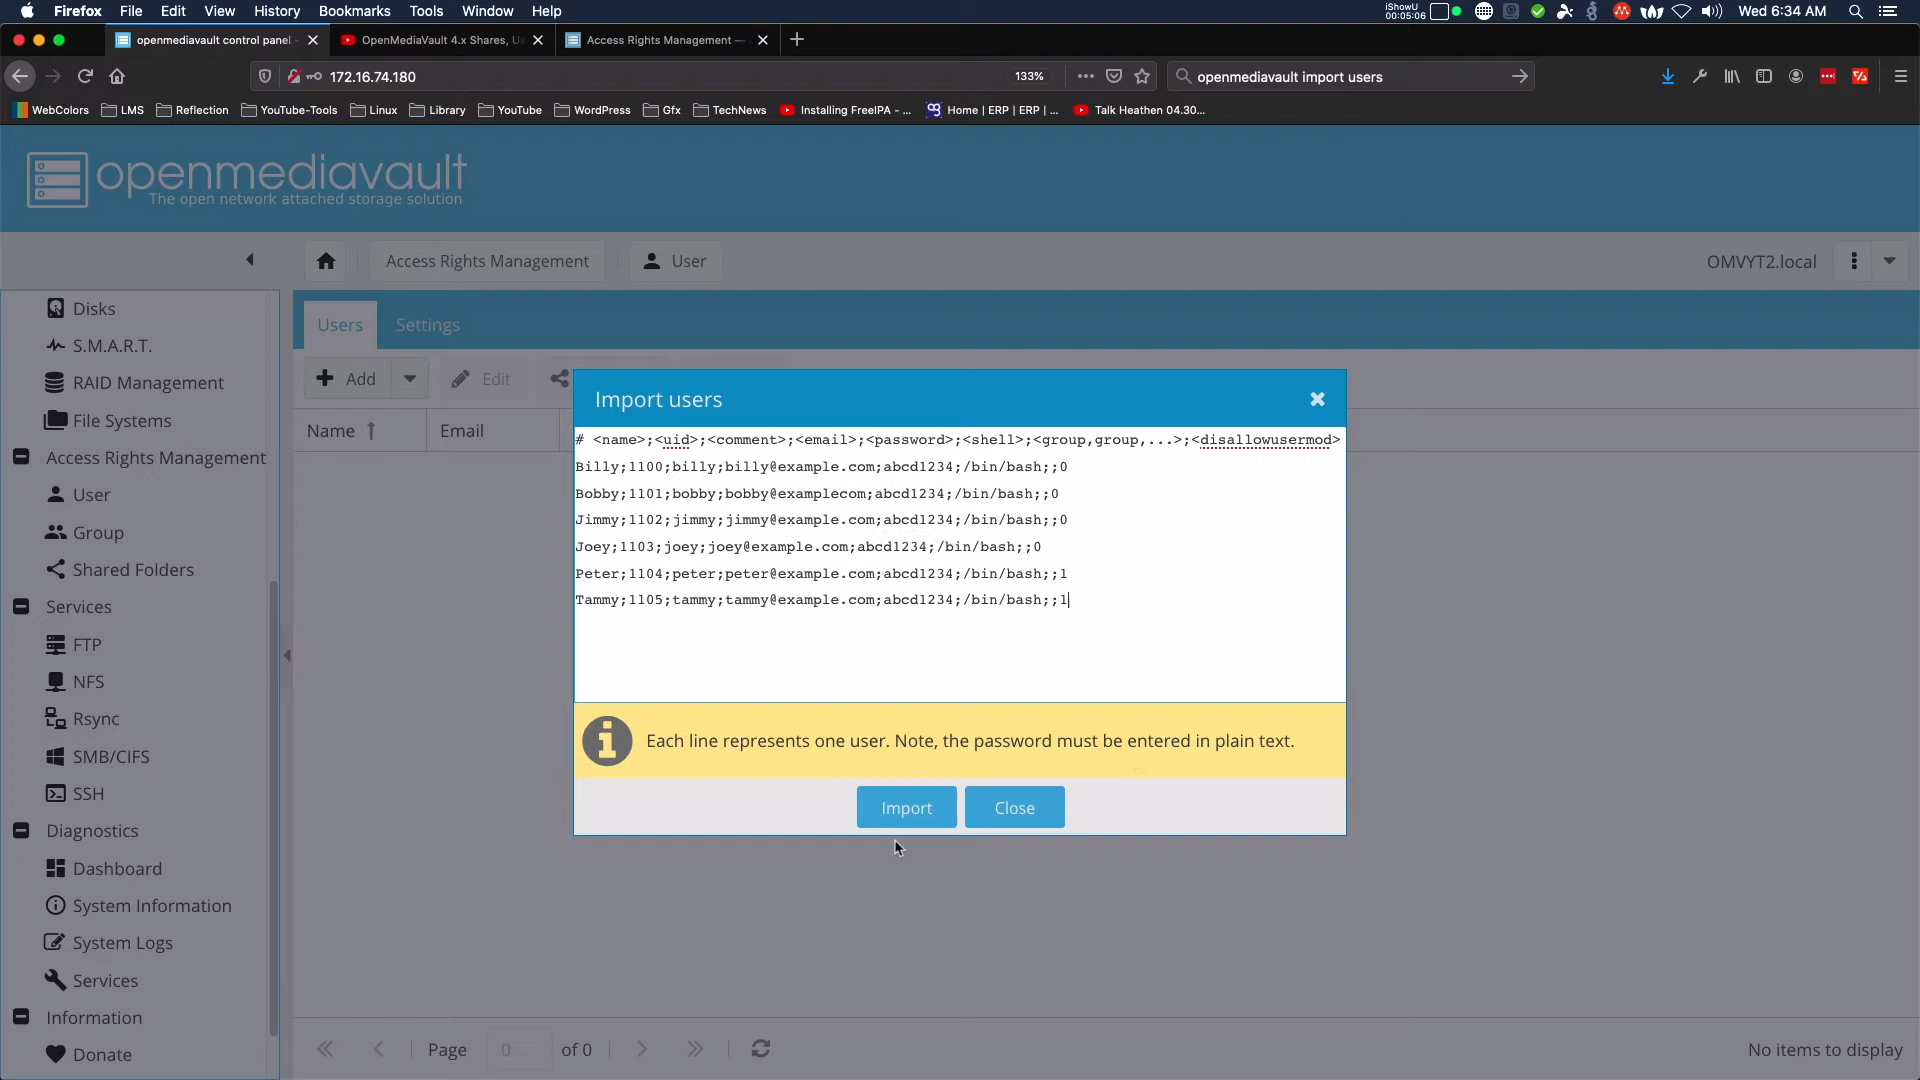 Firefox File Edit View History Bookmarks Tools Window Help
iShowU
00:05:06
Wed 6:34 AM
openmediavault control panel -
OpenMediaVault 4.x Shares, U
Access Rights Management —
172.16.74.180
133%
openmediavault import users
WebColors LMS Reflection YouTube-Tools Linux Library YouTube WordPress Gfx TechNews Installing FreeIPA - ... Home | ERP | ERP | ... Talk Heathen 04.30...
openmediavault
The open network attached storage solution
Access Rights Management
User
OMVYT2.local
Disks
S.M.A.R.T.
RAID Management
File Systems
Access Rights Management
User
Group
Shared Folders
Services
FTP
NFS
Rsync
SMB/CIFS
SSH
Diagnostics
Dashboard
System Information
System Logs
Services
Information
Donate
Users
Settings
Add
Edit
Name
Email
Import users
# <name>;<uid>;<comment>;<email>;<password>;<shell>;<group,group,...>;<disallowusermod>
Billy;1100;billy;billy@example.com;abcd1234;/bin/bash;;0
Bobby;1101;bobby;bobby@examplecom;abcd1234;/bin/bash;;0
Jimmy;1102;jimmy;jimmy@example.com;abcd1234;/bin/bash;;0
Joey;1103;joey;joey@example.com;abcd1234;/bin/bash;;0
Peter;1104;peter;peter@example.com;abcd1234;/bin/bash;;1
Tammy;1105;tammy;tammy@example.com;abcd1234;/bin/bash;;1
Each line represents one user. Note, the password must be entered in plain text.
Import
Close
Page 0 of 0
No items to display